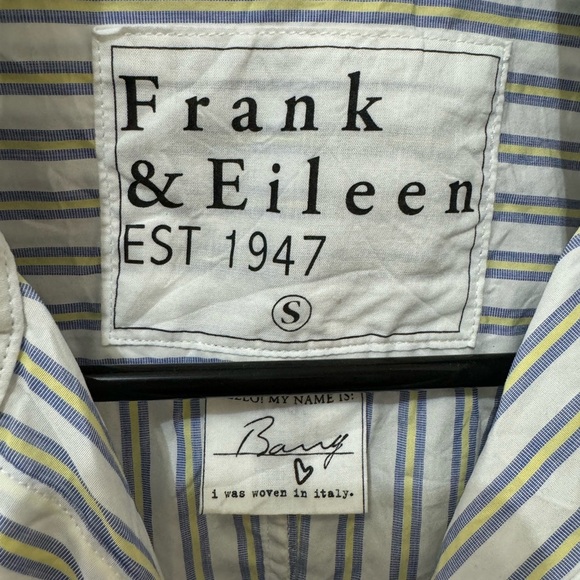 Frank
& Eileen
EST 1947
S
MY NAME IS:
Barry
i was woven in italy.